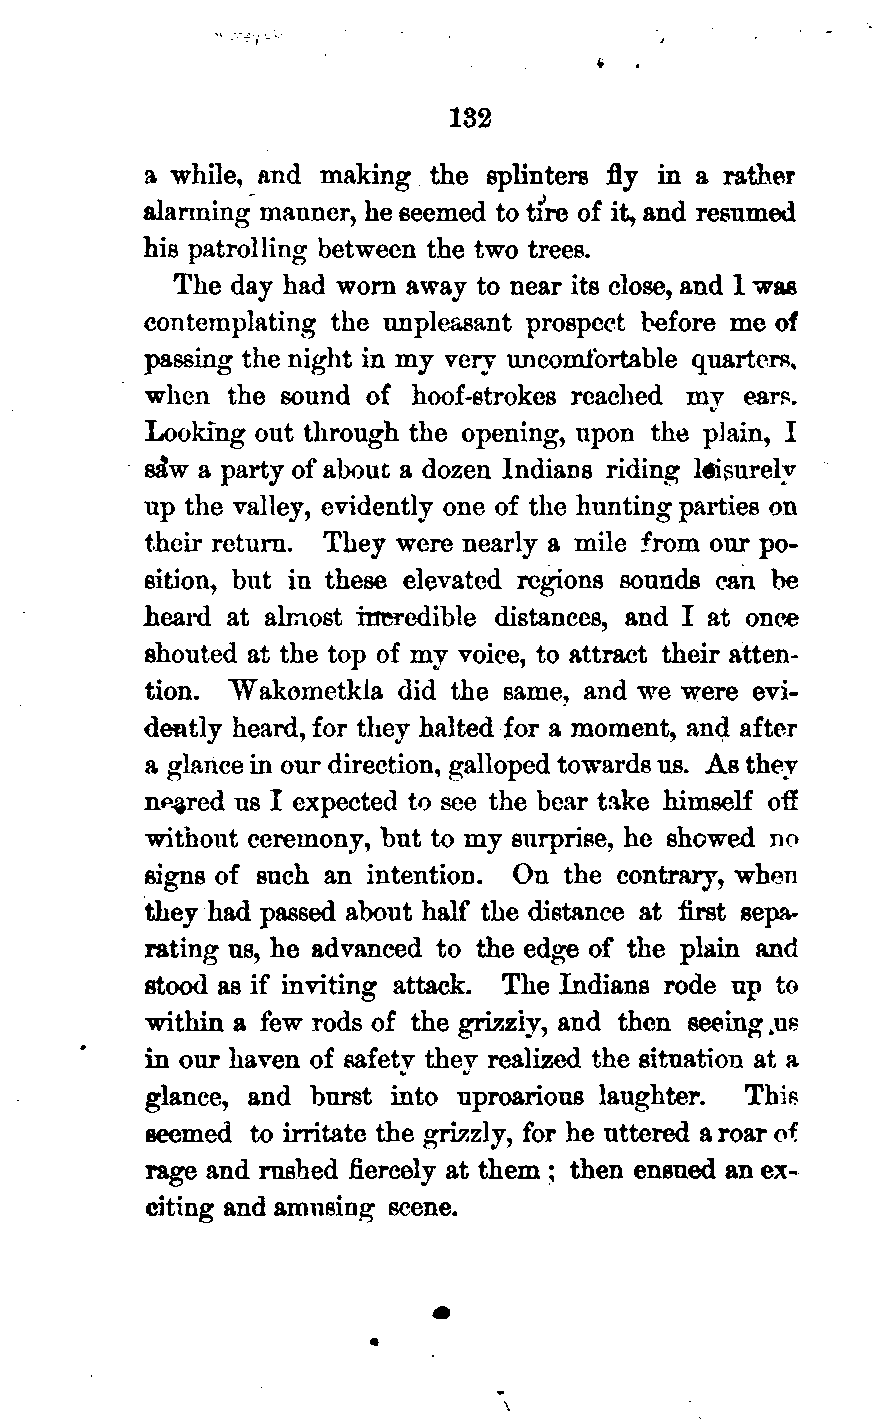 132
a while, and making the splinters fly in a rather
alarming manner, he seemed to tire of it, and resumed
his patrolling between the two trees.
The day had worn away to near its close, and I was
contemplating the unpleasant prospect before me of
passing the night in my very uncomfortable quarters,
when the sound of hoof-strokes reached my ears.
Looking out through the opening, upon the plain, I
saw a party of about a dozen Indians riding leisurely
up the valley, evidently one of the hunting parties on
their return. They were nearly a mile from our po-
sition, but in these elevated regions sounds can be
heard at almost incredible distances, and I at once
shouted at the top of my voice, to attract their atten-
tion. Wakometkla did the same, and we were evi-
dently heard, for they halted for a moment, and after
a glance in our direction, galloped towards us. As they
neared us I expected to see the bear take himself off
without ceremony, but to my surprise, he showed no
signs of such an intention. On the contrary, when
they had passed about half the distance at first sepa-
rating us, he advanced to the edge of the plain and
stood as if inviting attack. The Indians rode up to
within a few rods of the grizzly, and then seeing us
in our haven of safety they realized the situation at a
glance, and burst into uproarious laughter. This
seemed to irritate the grizzly, for he uttered a roar of
rage and rushed fiercely at them; then ensued an ex-
citing and amusing scene.